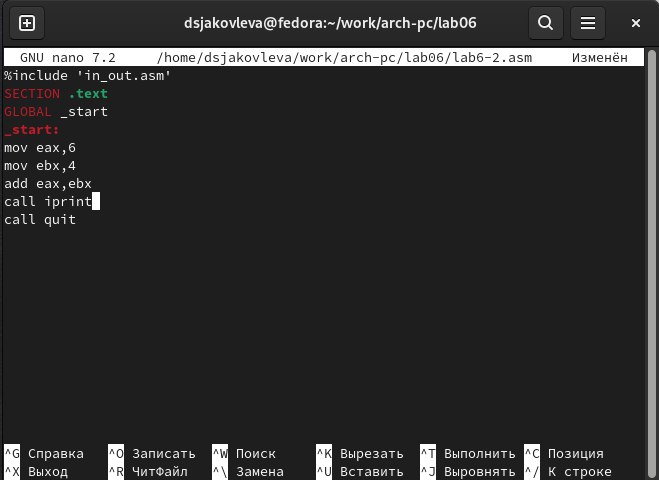 dsjakovleva@fedora:~/work/arch-pc/lab06
GNU nano 7.2 /home/dsjakovleva/work/arch-pc/lab06/lab6-2.asm Изменён
%include 'in_out.asm'
SECTION .text
GLOBAL _start
_start:
mov eax,6
mov ebx,4
add eax,ebx
call iprint
call quit
^G Справка ^O Записать ^W Поиск ^K Вырезать ^T Выполнить ^C Позиция
^X Выход ^R ЧитФайл ^\ Замена ^U Вставить ^J Выровнять ^/ К строке